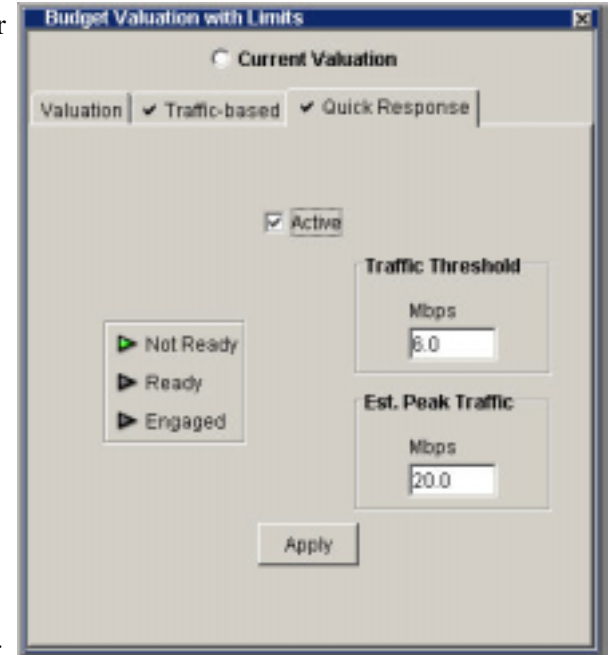 r
Budget Valuation with Limits
Current Valuation
Valuation ✔ Traffic-based ✔ Quick Response
Active
Traffic Threshold
Mbps
6.0
Not Ready
Ready
Engaged
Est. Peak Traffic
Mbps
20.0
Apply
.